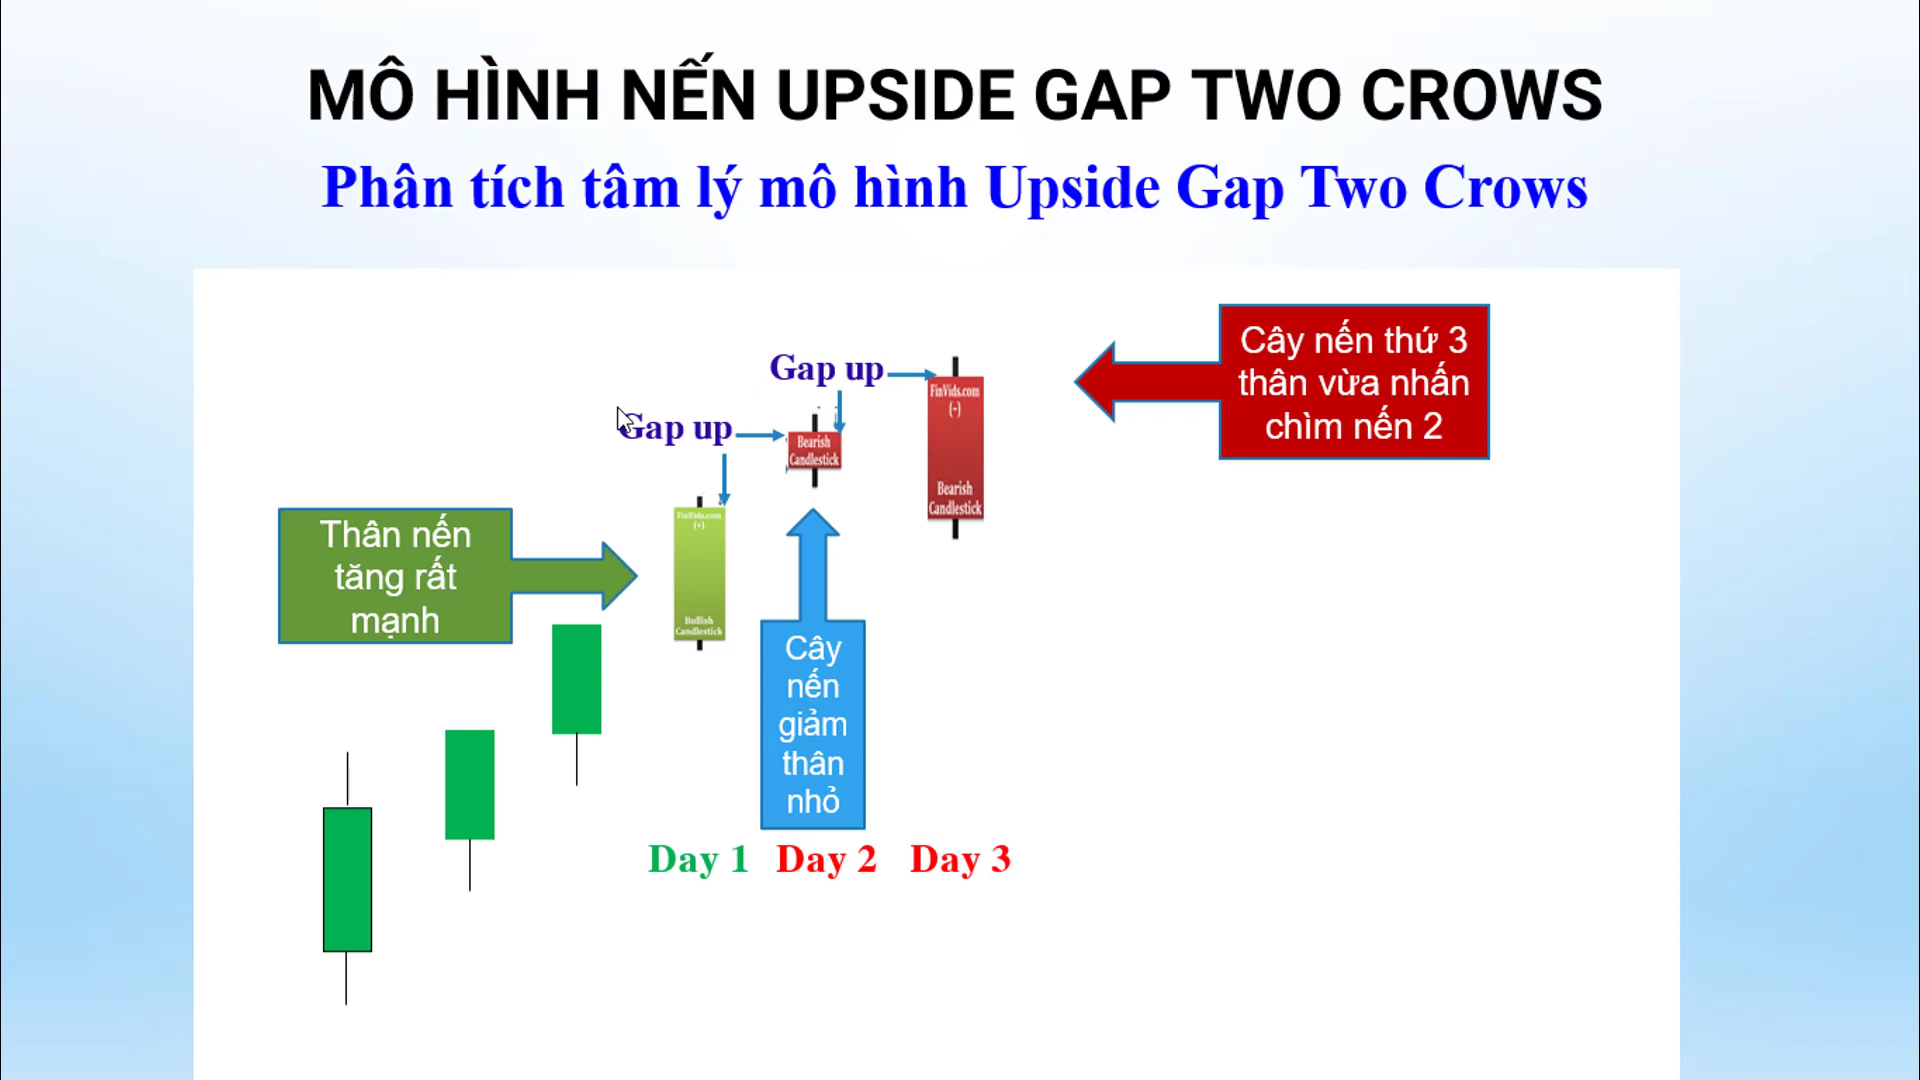 MÔ HÌNH NẾN UPSIDE GAP TWO CROWS
Phân tích tâm lý mô hình Upside Gap Two Crows
Gap up
Gap up
Cây nến thứ 3
thân vừa nhấn
chìm nến 2
FinVids.com
(-)
Bearish
Candlestick
Bearish
Candlestick
Thân nến
tăng rất
mạnh
FinVids.com
(+)
Bullish
Candlestick
Cây
nến
giảm
thân
nhỏ
Day 1 Day 2 Day 3